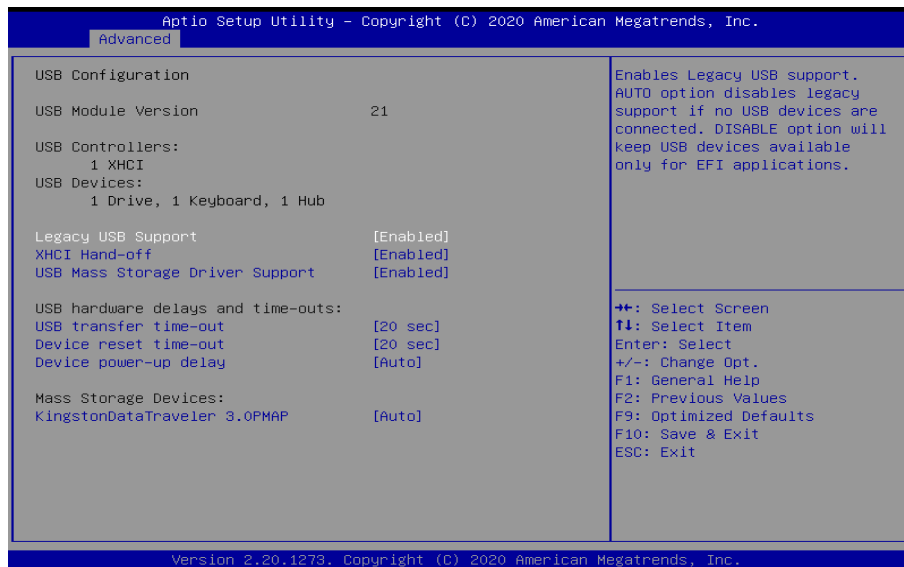 Aptio Setup Utility – Copyright (C) 2020 American Megatrends, Inc.
Advanced
USB Configuration
USB Module Version 21
USB Controllers:
1 XHCI
USB Devices:
1 Drive, 1 Keyboard, 1 Hub
Legacy USB Support [Enabled]
XHCI Hand-off [Enabled]
USB Mass Storage Driver Support [Enabled]
USB hardware delays and time-outs:
USB transfer time-out [20 sec]
Device reset time-out [20 sec]
Device power-up delay [Auto]
Mass Storage Devices:
KingstonDataTraveler 3.0PMAP [Auto]
Enables Legacy USB support.
AUTO option disables legacy
support if no USB devices are
connected. DISABLE option will
keep USB devices available
only for EFI applications.
→←: Select Screen
↑↓: Select Item
Enter: Select
+/-: Change Opt.
F1: General Help
F2: Previous Values
F9: Optimized Defaults
F10: Save & Exit
ESC: Exit
Version 2.20.1273. Copyright (C) 2020 American Megatrends, Inc.